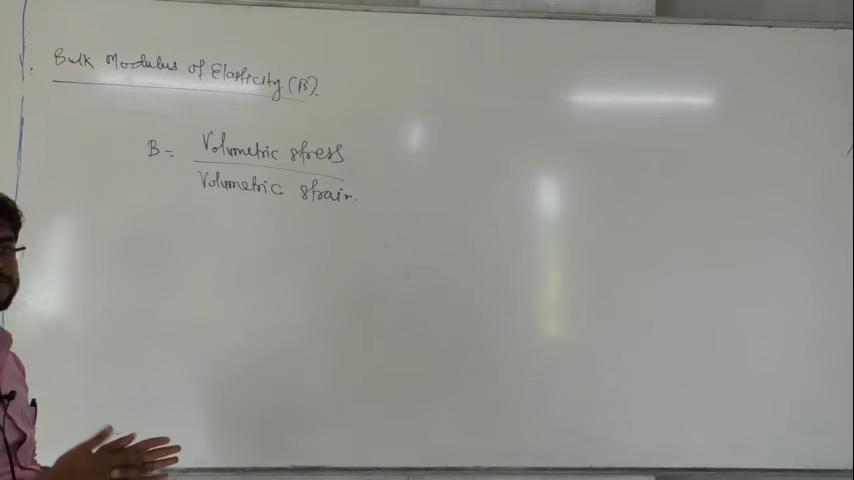 Bulk Modulus of Elasticity (B).
B = Volumetric stress
Volumetric strain.